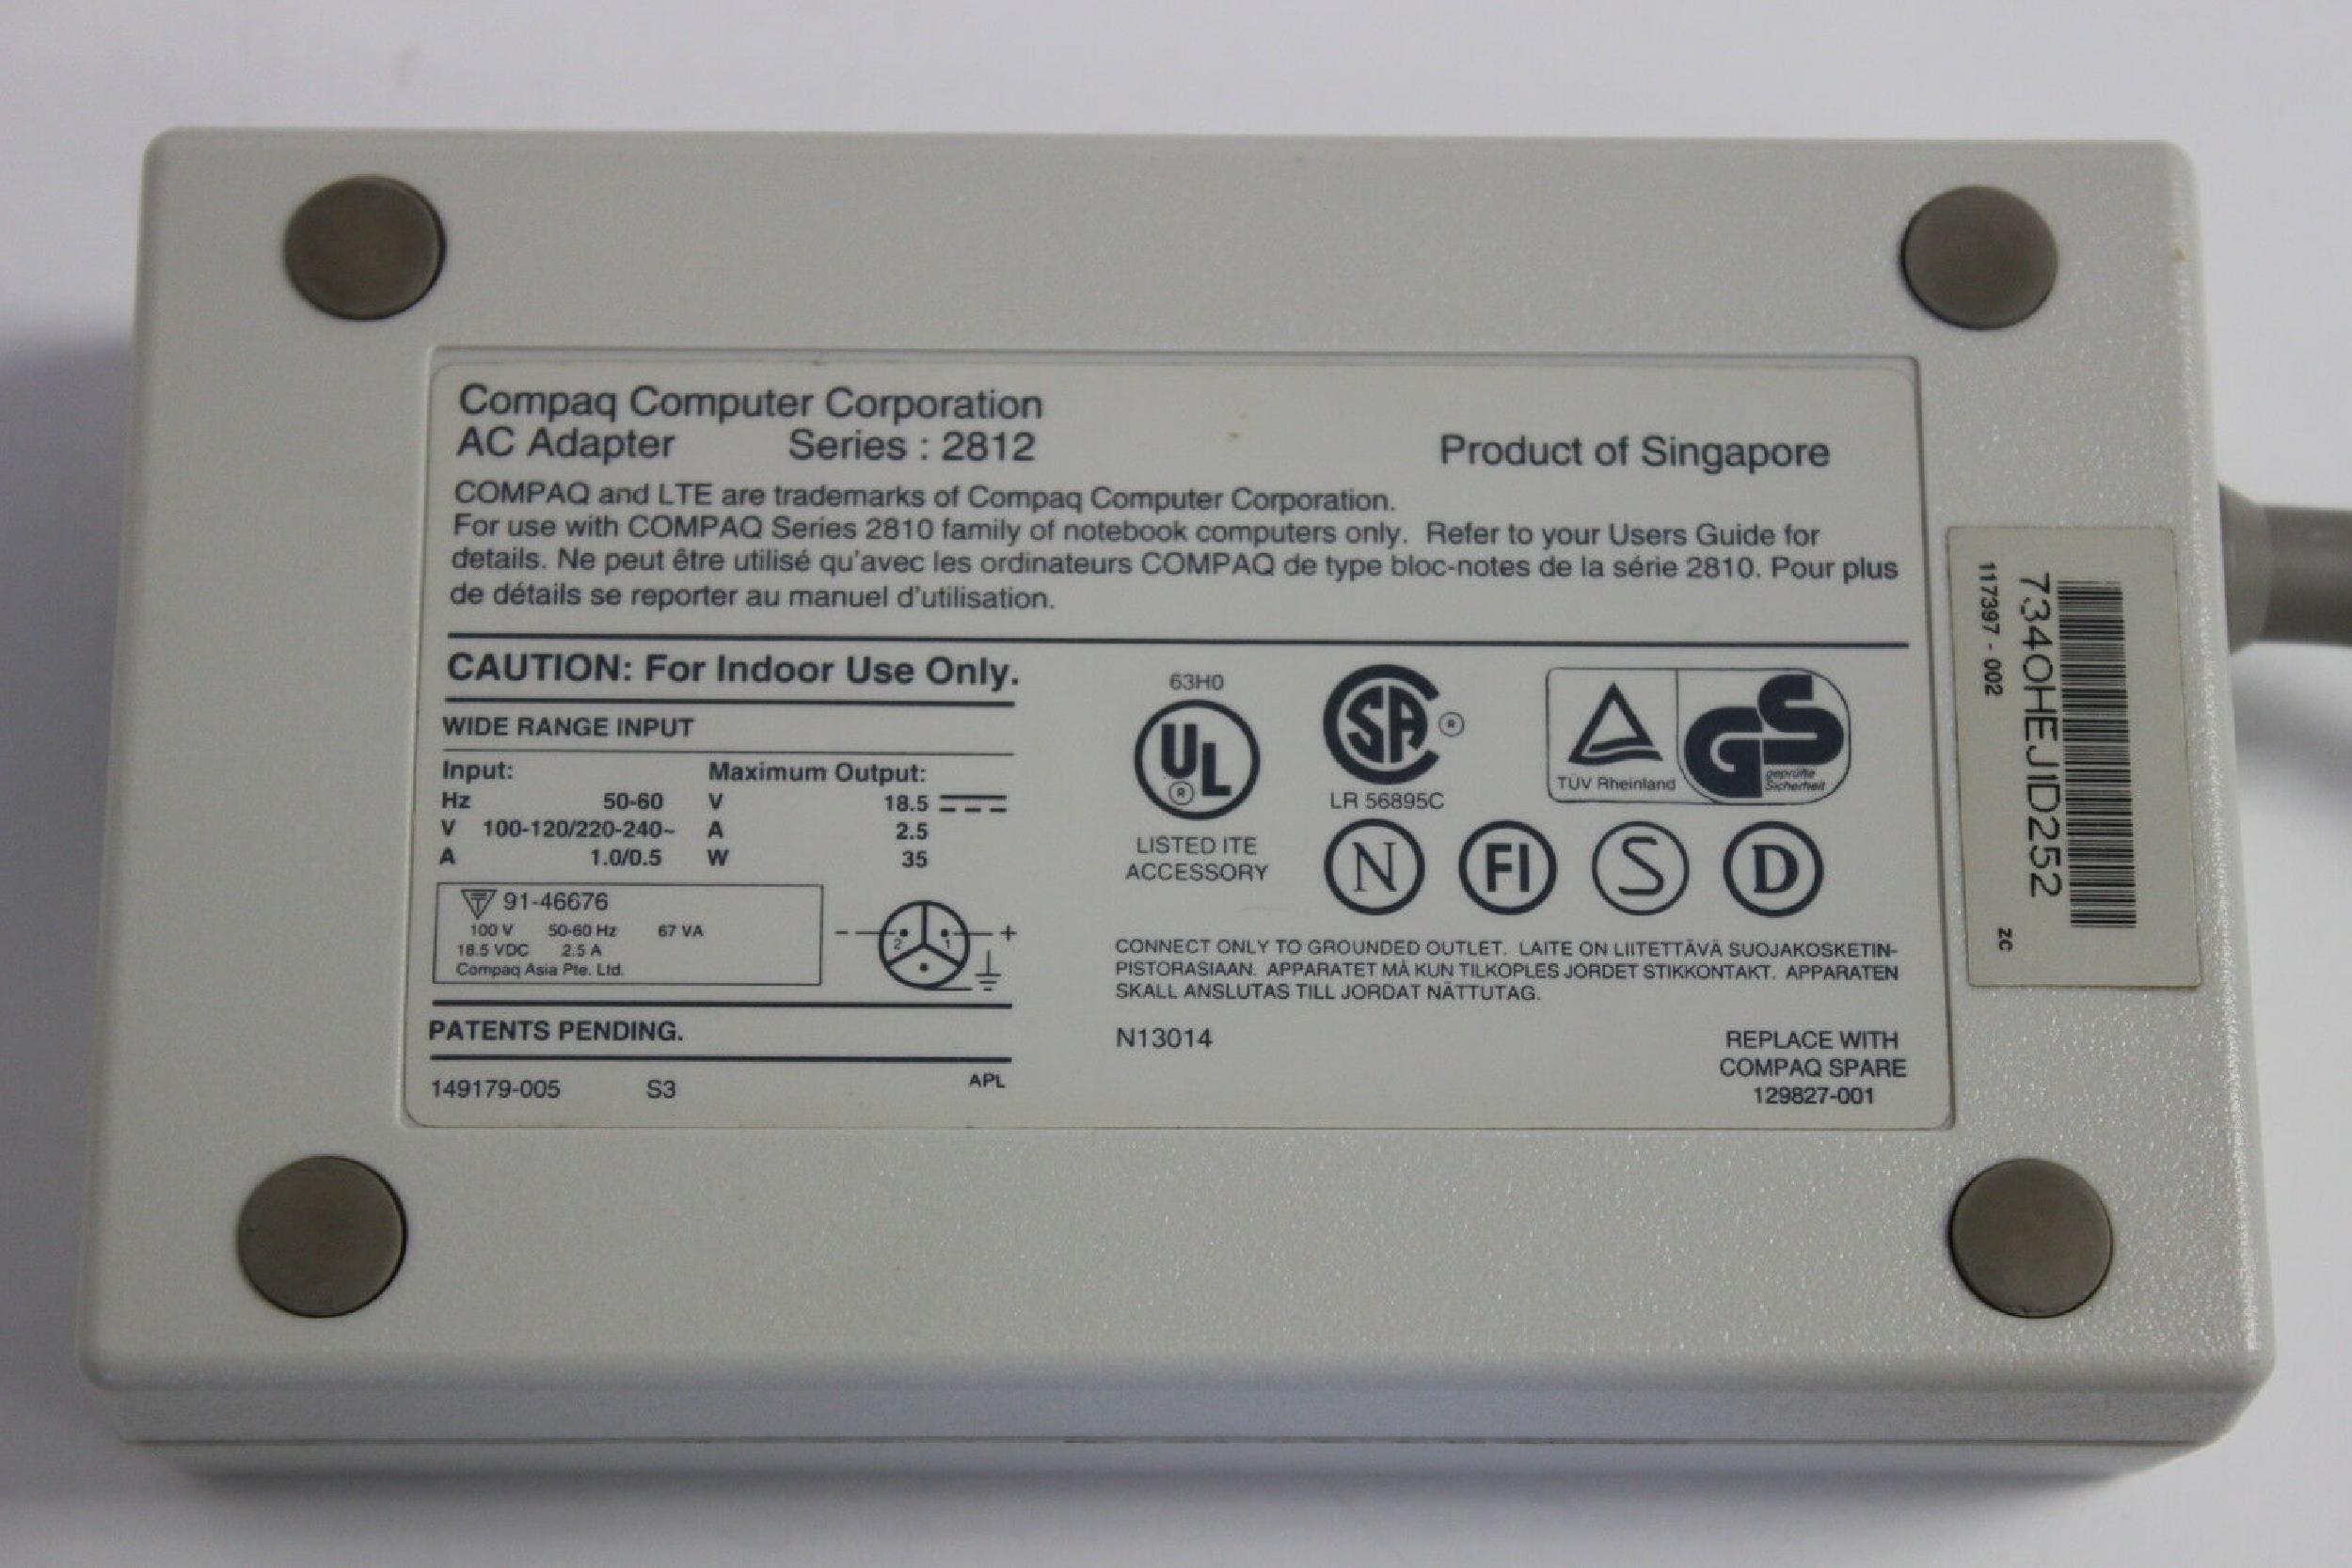 Compaq Computer Corporation
AC Adapter Series : 2812
Product of Singapore
COMPAQ and LTE are trademarks of Compaq Computer Corporation.
For use with COMPAQ Series 2810 family of notebook computers only. Refer to your Users Guide for
details. Ne peut être utilisé qu'avec les ordinateurs COMPAQ de type bloc-notes de la série 2810. Pour plus
de détails se reporter au manuel d'utilisation.
CAUTION: For Indoor Use Only.
WIDE RANGE INPUT
Input: Maximum Output:
Hz 50-60 V 18.5
V 100-120/220-240~ A 2.5
A 1.0/0.5 W 35
T 91-46676
100 V 50-60 Hz 67 VA
18.5 VDC 2.5 A
Compaq Asia Pte. Ltd.
- 2 1 +
PATENTS PENDING.
149179-005 S3 APL
63H0
UL ®
LISTED ITE
ACCESSORY
SA ®
LR 56895C
TÜV Rheinland
GS
geprüfte
Sicherheit
N FI S D
CONNECT ONLY TO GROUNDED OUTLET. LAITE ON LIITETTÄVÄ SUOJAKOSKETIN-
PISTORASIAAN. APPARATET MÅ KUN TILKOPLES JORDET STIKKONTAKT. APPARATEN
SKALL ANSLUTAS TILL JORDAT NÄTTUTAG.
N13014
REPLACE WITH
COMPAQ SPARE
129827-001
7340HEJ1D252
117397 - 002
ZC